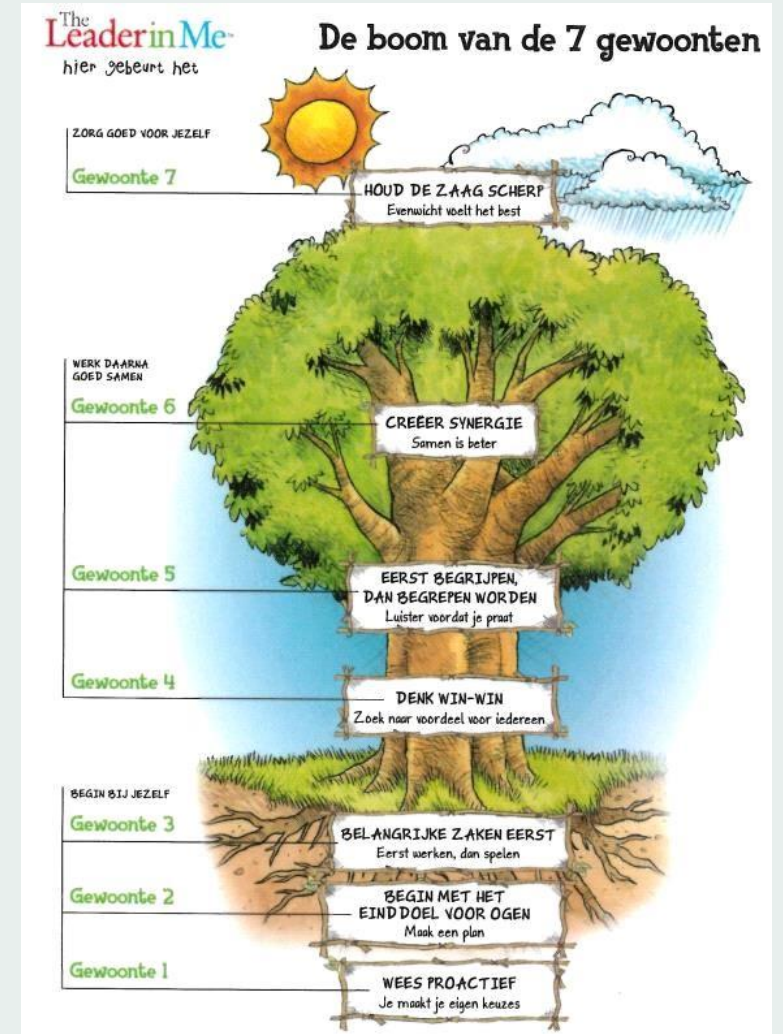 The
Leader in Me™
hier gebeurt het
De boom van de 7 gewoonten
ZORG GOED VOOR JEZELF
Gewoonte 7
HOUD DE ZAAG SCHERP
Evenwicht voelt het best
WERK DAARNA
GOED SAMEN
Gewoonte 6
CREËER SYNERGIE
Samen is beter
Gewoonte 5
EERST BEGRIJPEN,
DAN BEGREPEN WORDEN
Luister voordat je praat
Gewoonte 4
DENK WIN-WIN
Zoek naar voordeel voor iedereen
BEGIN BIJ JEZELF
Gewoonte 3
BELANGRIJKE ZAKEN EERST
Eerst werken, dan spelen
Gewoonte 2
BEGIN MET HET
EINDDOEL VOOR OGEN
Maak een plan
Gewoonte 1
WEES PROACTIEF
Je maakt je eigen keuzes